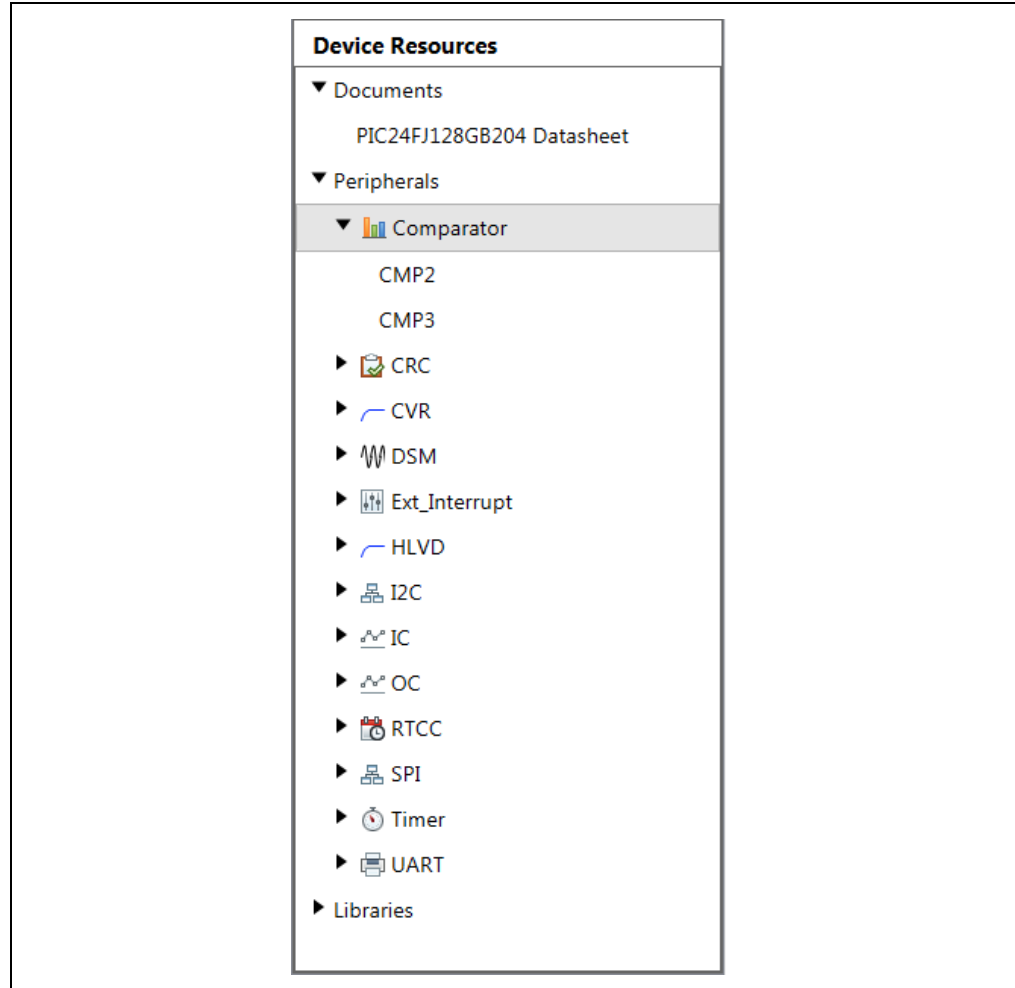 Device Resources
Documents
PIC24FJ128GB204 Datasheet
Peripherals
Comparator
CMP2
CMP3
CRC
CVR
DSM
Ext_Interrupt
HLVD
I2C
IC
OC
RTCC
SPI
Timer
UART
Libraries